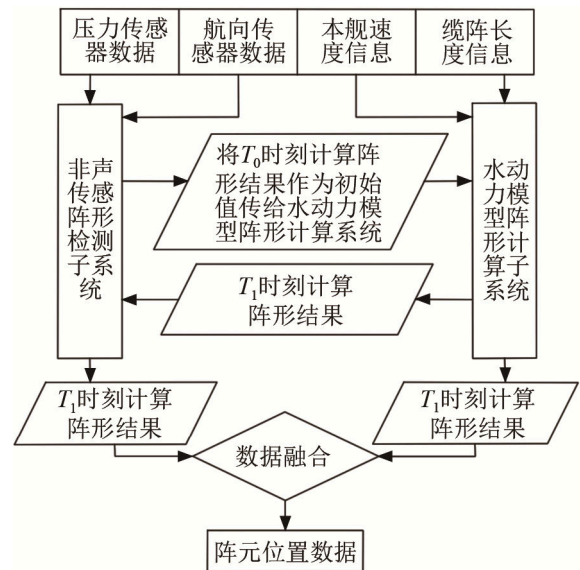 压力传感
器数据
航向传
感器数据
本舰速
度信息
缆阵长
度信息
非声
传感
阵形
检测
子系
统
将T₀时刻计算阵
形结果作为初始
值传给水动力模
型阵形计算系统
水动
力模
型阵
形计
算子
系统
T₁时刻计算
阵形结果
T₁时刻计算
阵形结果
T₁时刻计算
阵形结果
数据融合
阵元位置数据